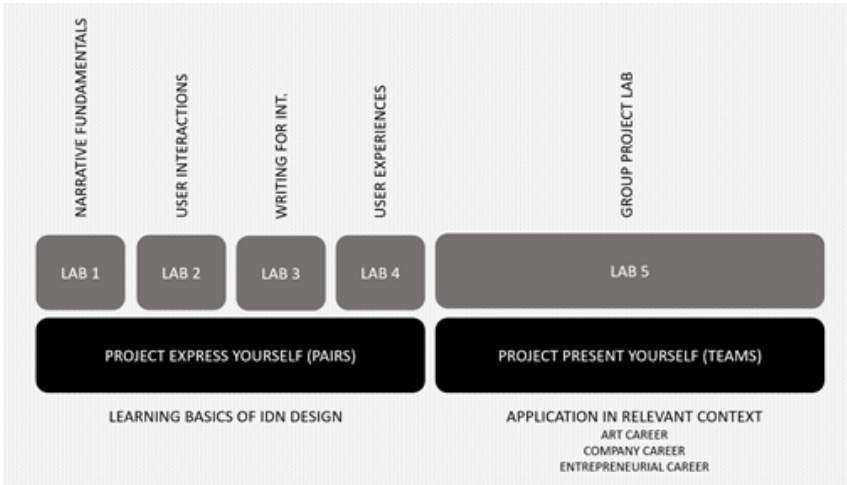 NARRATIVE FUNDAMENTALS
USER INTERACTIONS
WRITING FOR INT.
USER EXPERIENCES
GROUP PROJECT LAB
LAB 1
LAB 2
LAB 3
LAB 4
LAB 5
PROJECT EXPRESS YOURSELF (PAIRS)
PROJECT PRESENT YOURSELF (TEAMS)
LEARNING BASICS OF IDN DESIGN
APPLICATION IN RELEVANT CONTEXT
ART CAREER
COMPANY CAREER
ENTREPRENEURIAL CAREER